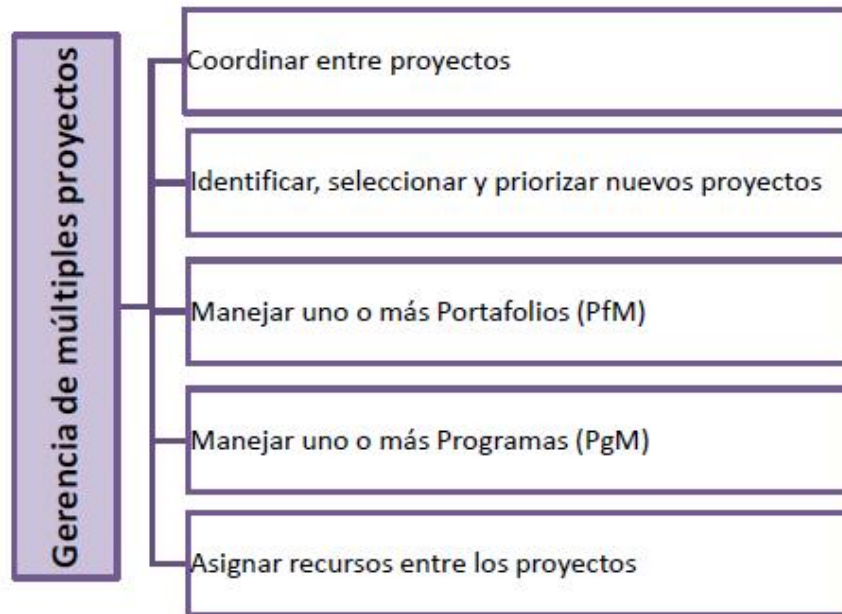 Gerencia de múltiples proyectos
Coordinar entre proyectos
Identificar, seleccionar y priorizar nuevos proyectos
Manejar uno o más Portafolios (PfM)
Manejar uno o más Programas (PgM)
Asignar recursos entre los proyectos